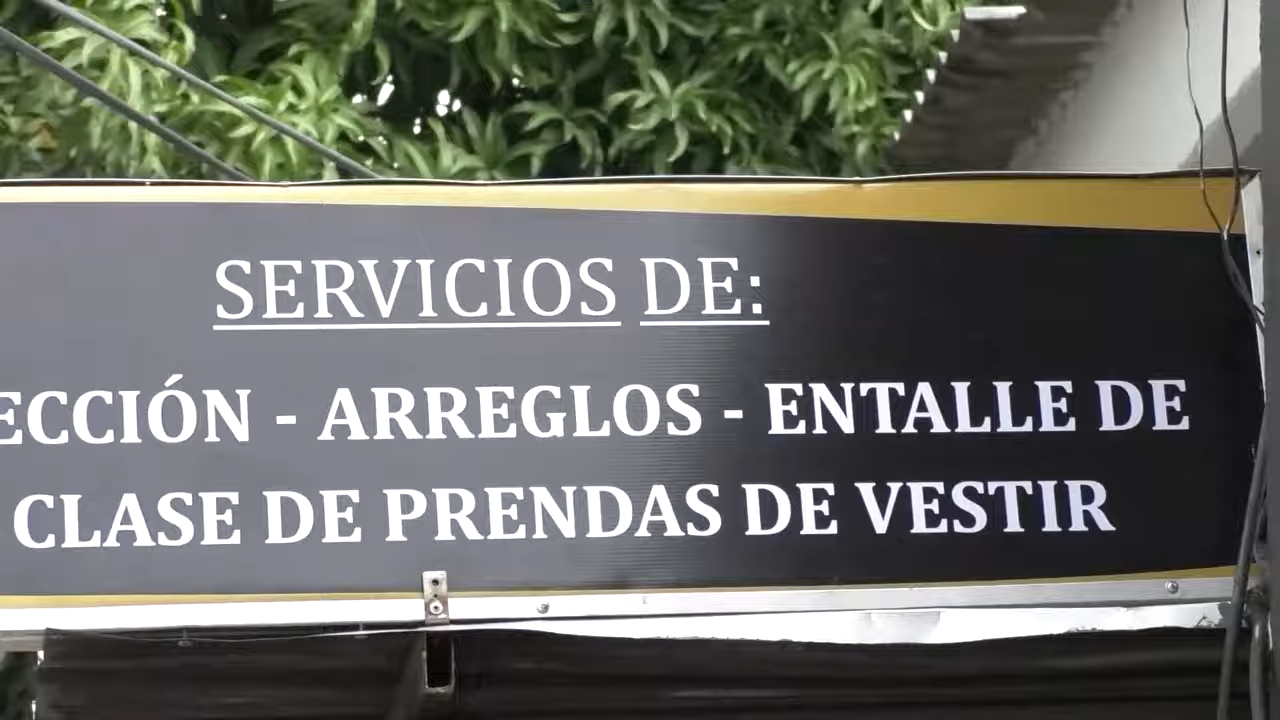 SERVICIOS DE:
ECCIÓN - ARREGLOS - ENTALLE DE
CLASE DE PRENDAS DE VESTIR